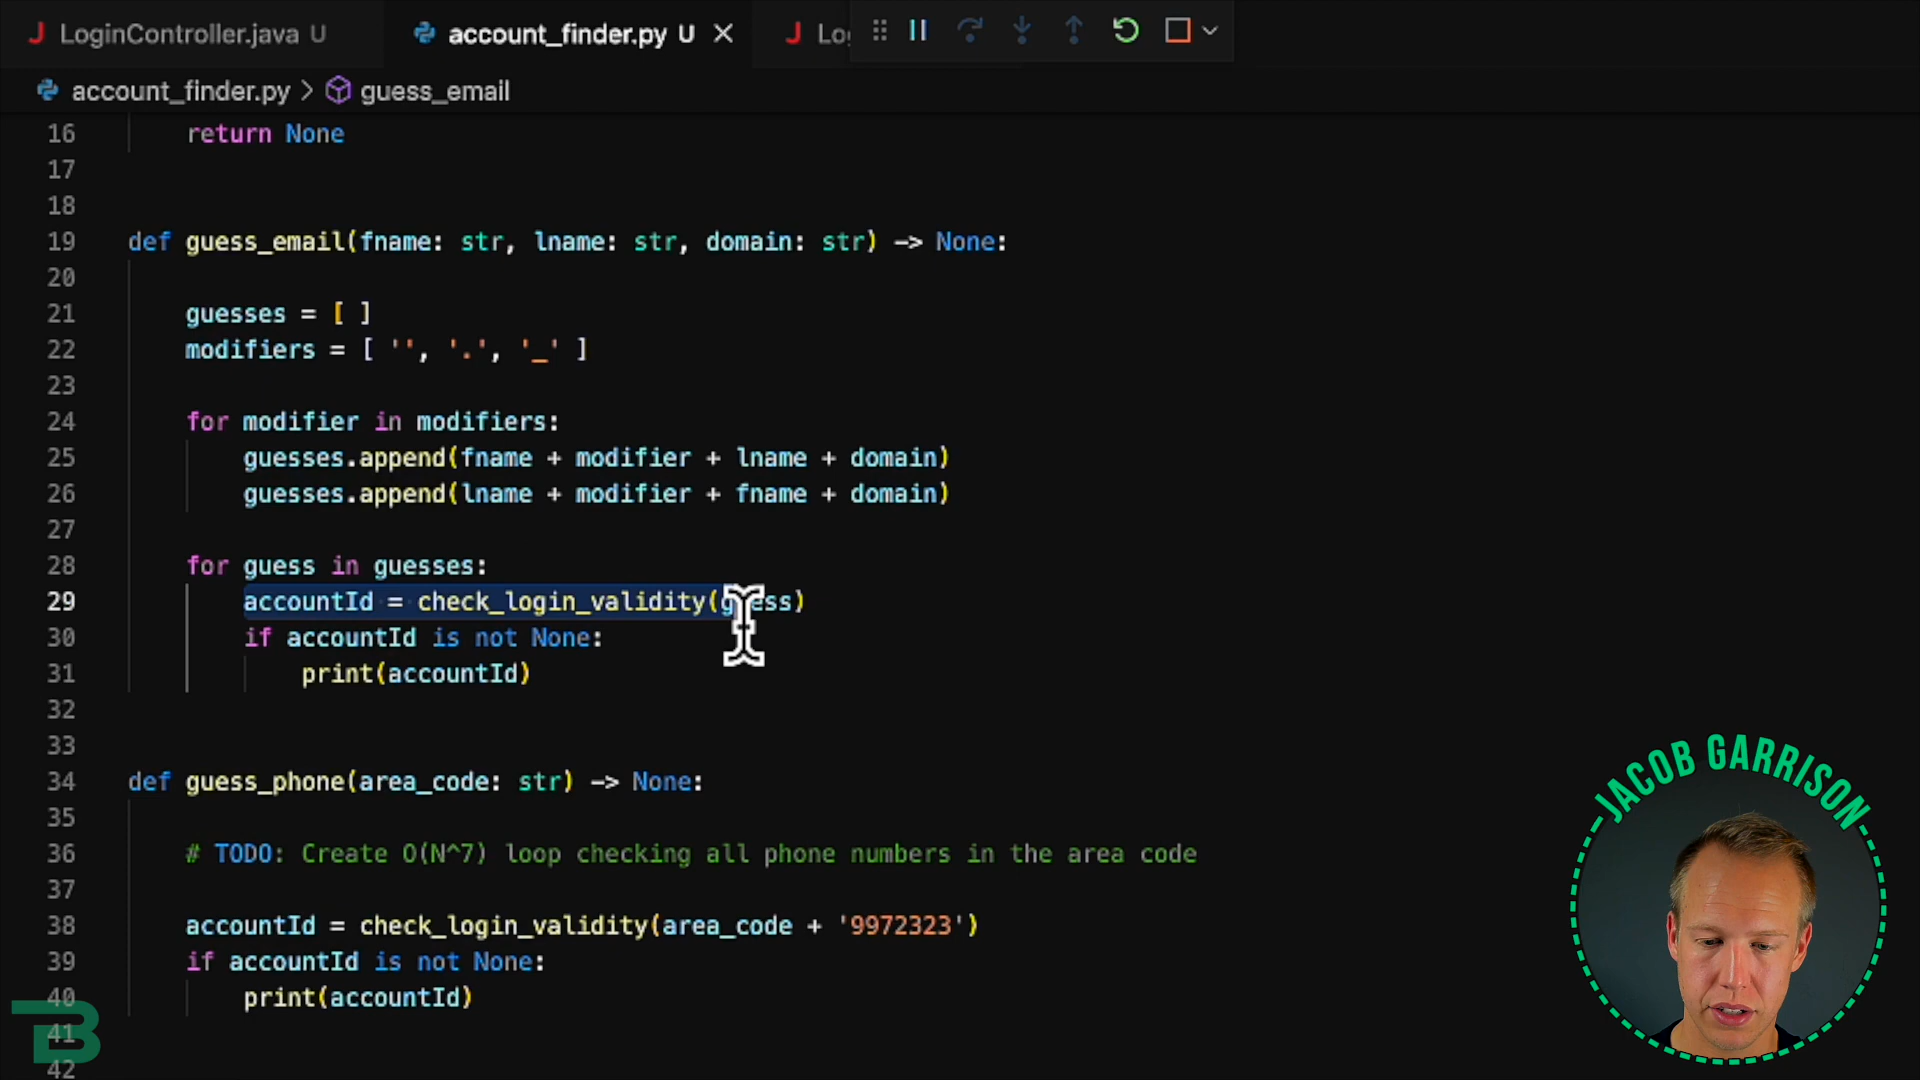 LoginController.java U
account_finder.py U
Lo
account_finder.py > guess_email
16 return None
17
18
19 def guess_email(fname: str, lname: str, domain: str) -> None:
20
21 guesses = [ ]
22 modifiers = [ '', '.', '_' ]
23
24 for modifier in modifiers:
25 guesses.append(fname + modifier + lname + domain)
26 guesses.append(lname + modifier + fname + domain)
27
28 for guess in guesses:
29 accountId = check_login_validity(guess)
30 if accountId is not None:
31 print(accountId)
32
33
34 def guess_phone(area_code: str) -> None:
35
36 # TODO: Create O(N^7) loop checking all phone numbers in the area code
37
38 accountId = check_login_validity(area_code + '9972323')
39 if accountId is not None:
40 print(accountId)
41
42
JACOB GARRISON